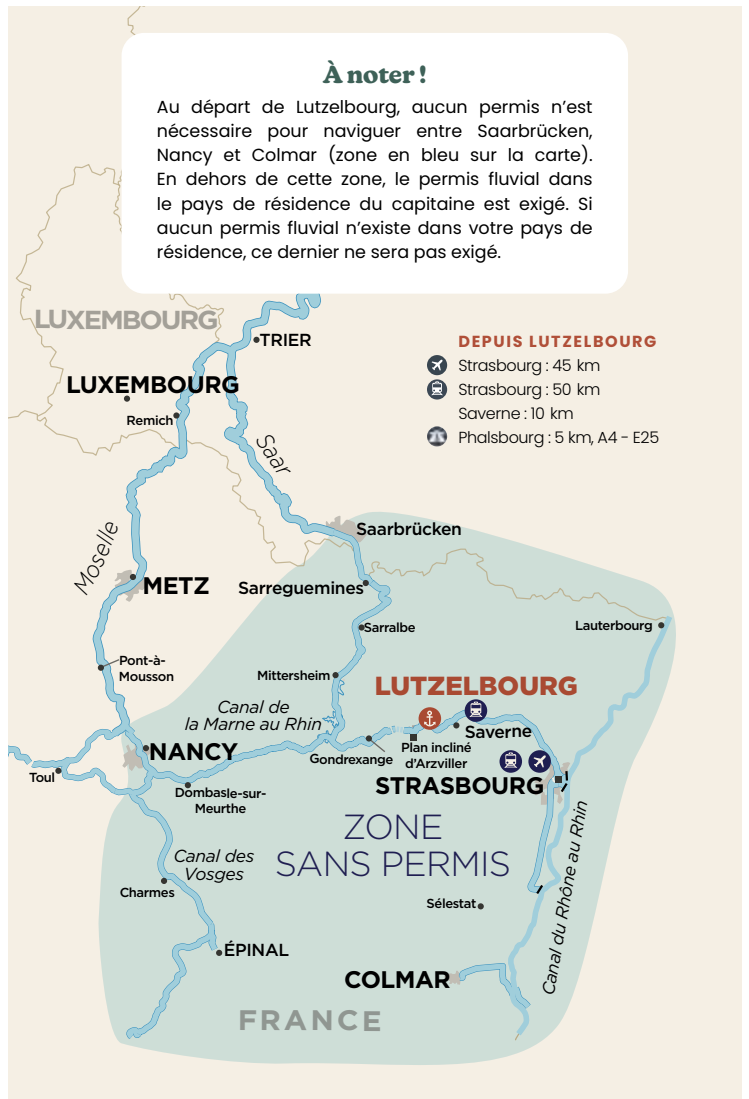 À noter !
Au départ de Lutzelbourg, aucun permis n’est
nécessaire pour naviguer entre Saarbrücken,
Nancy et Colmar (zone en bleu sur la carte).
En dehors de cette zone, le permis fluvial dans
le pays de résidence du capitaine est exigé. Si
aucun permis fluvial n’existe dans votre pays de
résidence, ce dernier ne sera pas exigé.
LUXEMBOURG
TRIER
DEPUIS LUTZELBOURG
Strasbourg : 45 km
Strasbourg : 50 km
Saverne : 10 km
Phalsbourg : 5 km, A4 - E25
LUXEMBOURG
Remich
Saar
Moselle
Saarbrücken
METZ
Sarreguemines
Sarralbe
Lauterbourg
Pont-à-
Mousson
Mittersheim
LUTZELBOURG
Canal de
la Marne au Rhin
Saverne
NANCY
Gondrexange
Plan incliné
d’Arzviller
Toul
STRASBOURG
Dombasle-sur-
Meurthe
ZONE
SANS PERMIS
Canal des
Vosges
Charmes
Canal du Rhône au Rhin
Sélestat
ÉPINAL
COLMAR
FRANCE